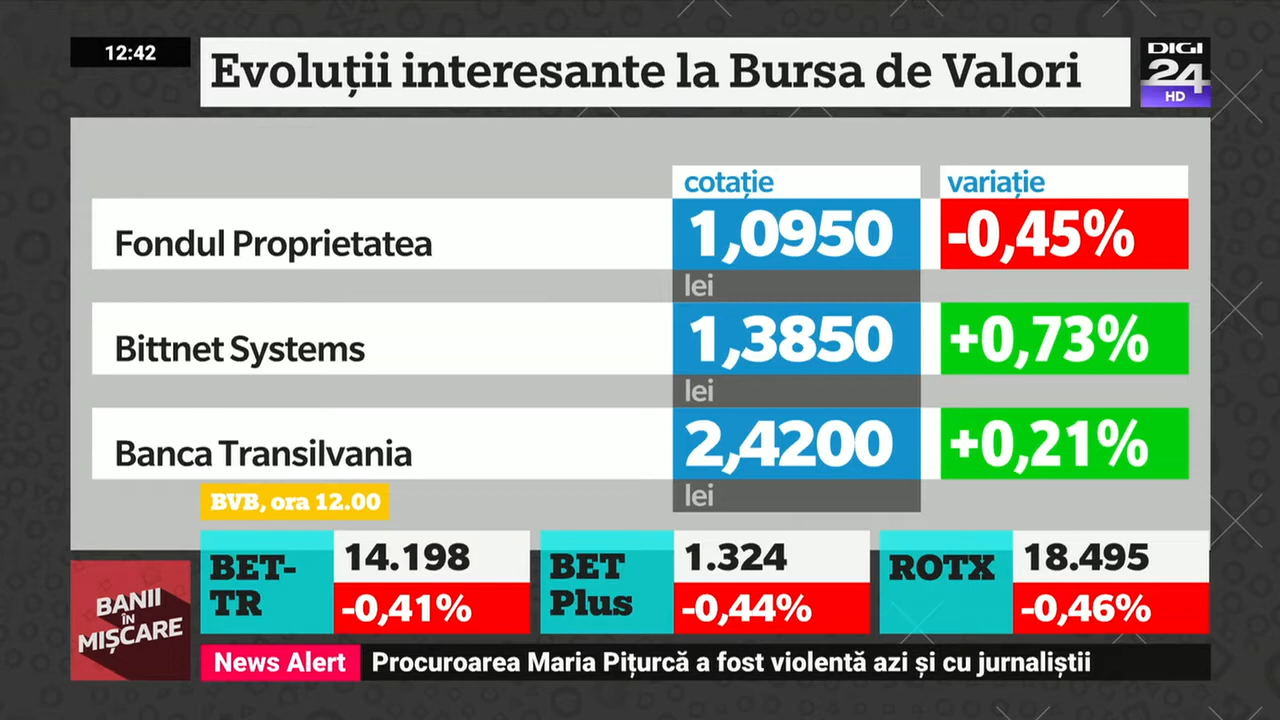 12:42
Evoluții interesante la Bursa de Valori
DIGI
24
HD
cotație
variație
Fondul Proprietatea
1,0950
-0,45%
lei
Bittnet Systems
1,3850
+0,73%
lei
Banca Transilvania
2,4200
+0,21%
lei
BVB, ora 12.00
BET-
TR
14.198
-0,41%
BET
Plus
1.324
-0,44%
ROTX
18.495
-0,46%
BANII
ÎN
MIȘCARE
News Alert
Procuroarea Maria Pițurcă a fost violentă azi și cu jurnaliștii